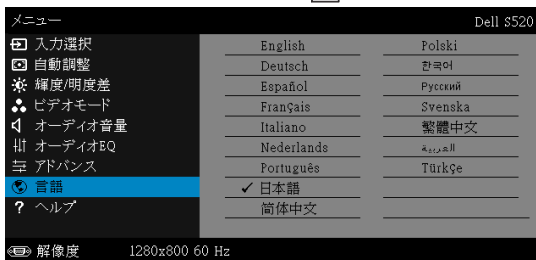 メニュー Dell S520
入力選択 English Polski
自動調整 Deutsch 한국어
輝度/明度差 Español Русский
ビデオモード Français Svenska
オーディオ音量 Italiano 繁體中文
オーディオEQ Nederlands العربية
アドバンス Português Türkçe
言語 ✓ 日本語
? ヘルプ 简体中文
解像度 1280x800 60 Hz